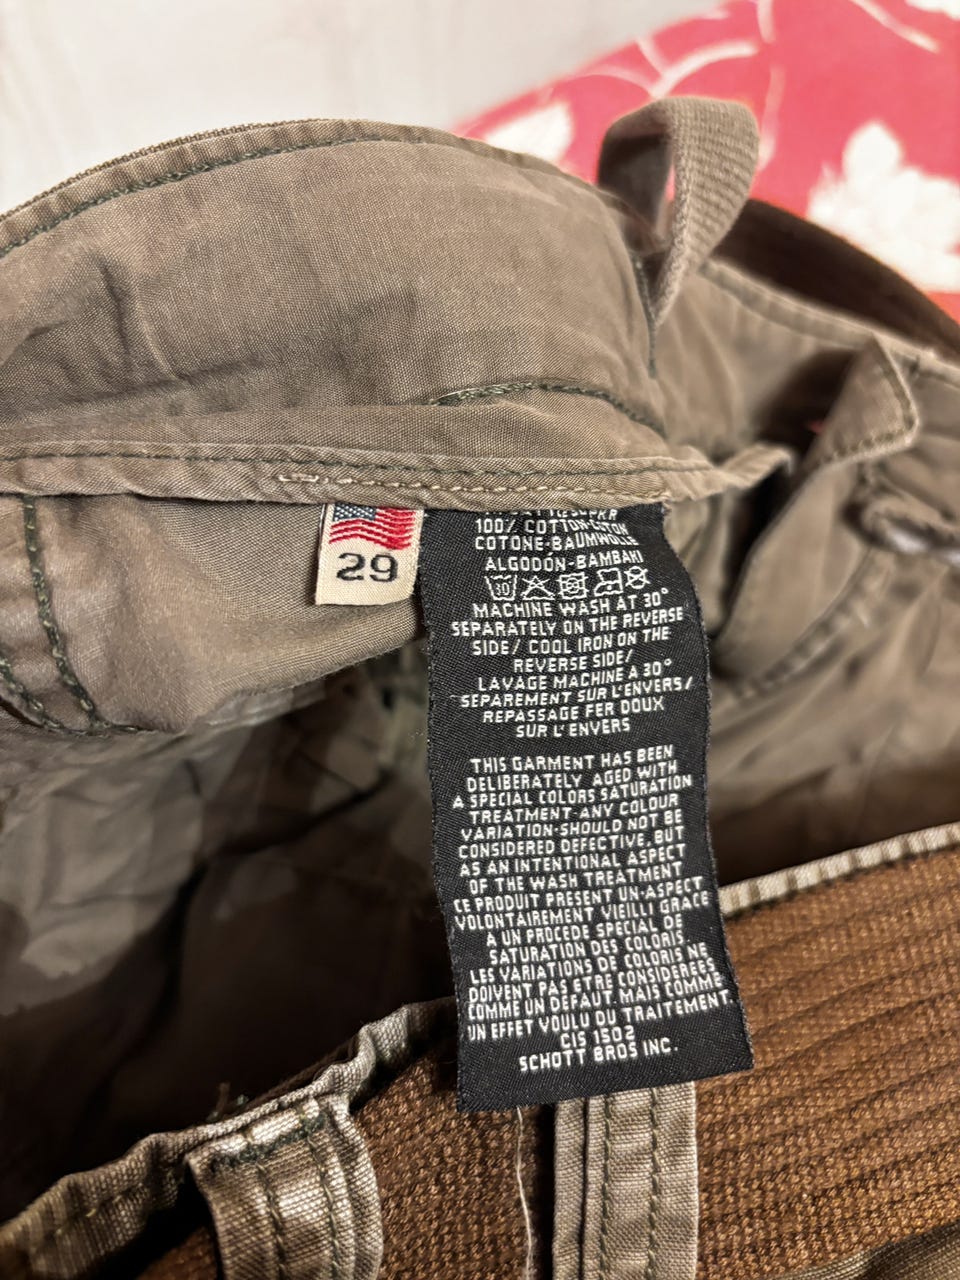 29
100% COTTON-COTON
COTONE-BAUMWOLLE
ALGODÓN-BAMBAKI
30
MACHINE WASH AT 30°
SEPARATELY ON THE REVERSE
SIDE/ COOL IRON ON THE
REVERSE SIDE/
LAVAGE MACHINE A 30°
SEPAREMENT SUR L'ENVERS/
REPASSAGE FER DOUX
SUR L'ENVERS
THIS GARMENT HAS BEEN
DELIBERATELY AGED WITH
A SPECIAL COLORS SATURATION
TREATMENT-ANY COLOUR
VARIATION-SHOULD NOT BE
CONSIDERED DEFECTIVE, BUT
AS AN INTENTIONAL ASPECT
OF THE WASH TREATMENT
CE PRODUIT PRESENT UN-ASPECT
VOLONTAIREMENT VIEILLI GRACE
A UN PROCEDE SPECIAL DE
SATURATION DES COLORIS.
LES VARIATIONS DE COLORIS NE
DOIVENT PAS ETRE CONSIDEREES
COMME UN DEFAUT, MAIS COMME
UN EFFET VOULU DU TRAITEMENT
CIS 1502
SCHOTT BROS INC.